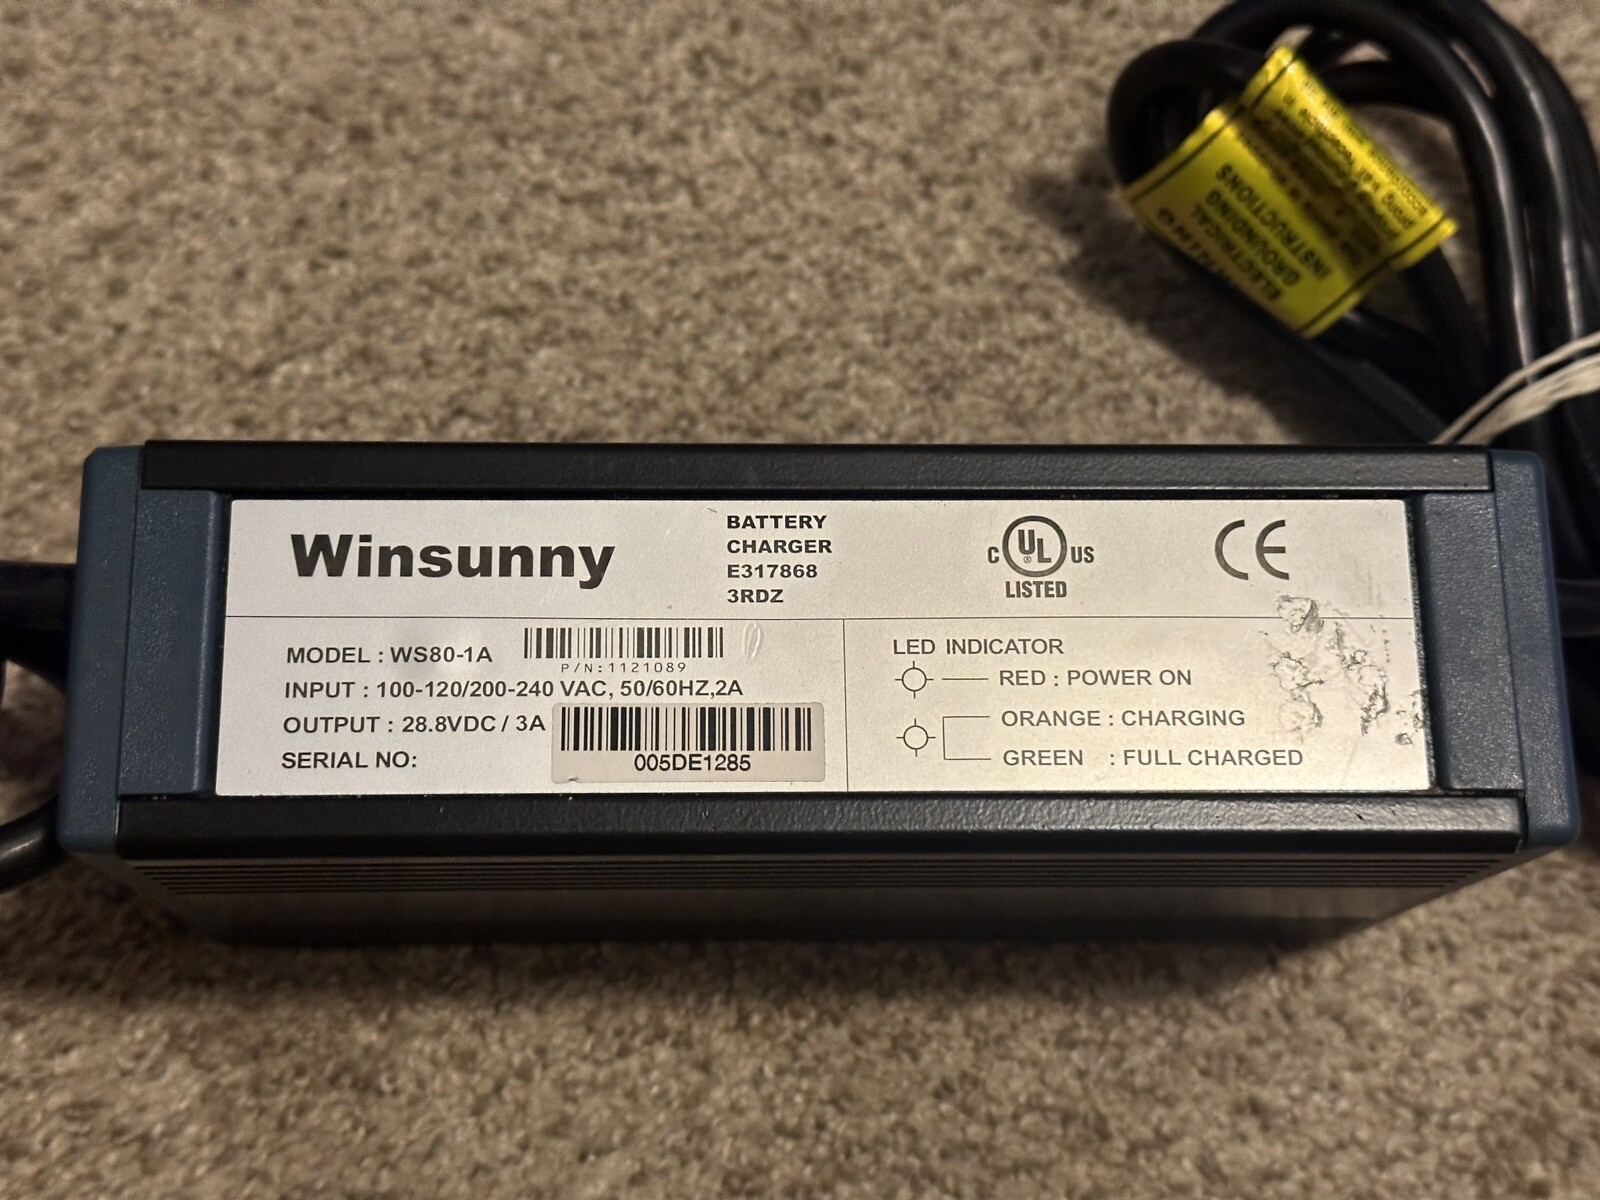 Winsunny
BATTERY
CHARGER
E317868
3RDZ
C UL ® US
LISTED
CE
MODEL : WS80-1A
P/N:1121089
INPUT : 100-120/200-240 VAC, 50/60HZ,2A
OUTPUT : 28.8VDC / 3A
SERIAL NO:
005DE1285
LED INDICATOR
RED : POWER ON
ORANGE : CHARGING
GREEN : FULL CHARGED
ELECTRICAL
GROUNDING
INSTRUCTIONS